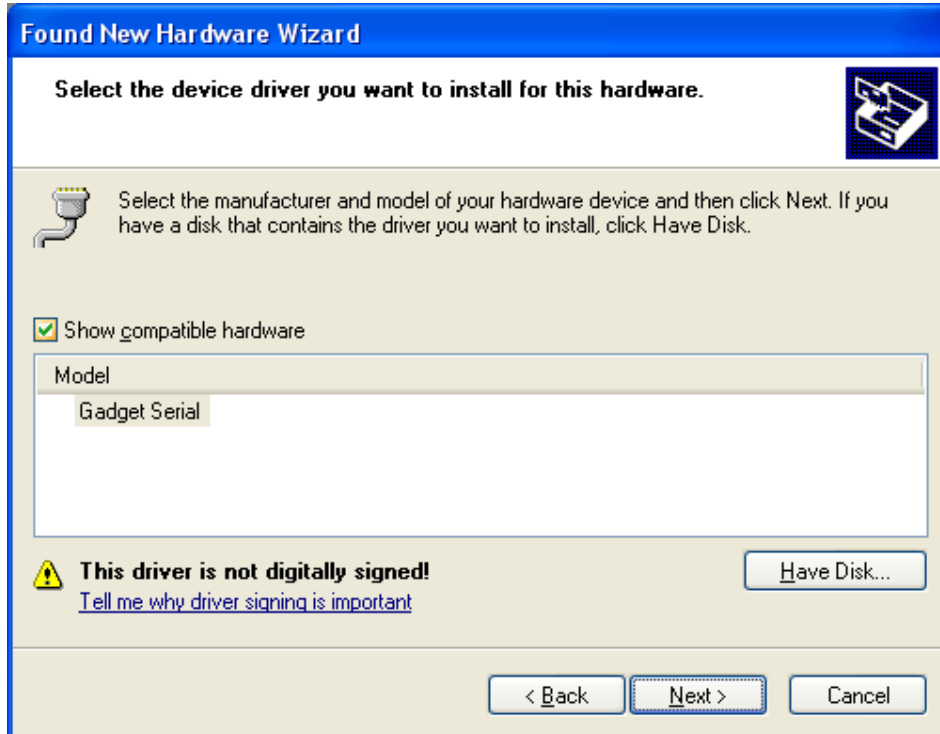 Found New Hardware Wizard
Select the device driver you want to install for this hardware.
Select the manufacturer and model of your hardware device and then click Next. If you
have a disk that contains the driver you want to install, click Have Disk.
Show compatible hardware
Model
Gadget Serial
This driver is not digitally signed!
Have Disk...
Tell me why driver signing is important
< Back
Next >
Cancel